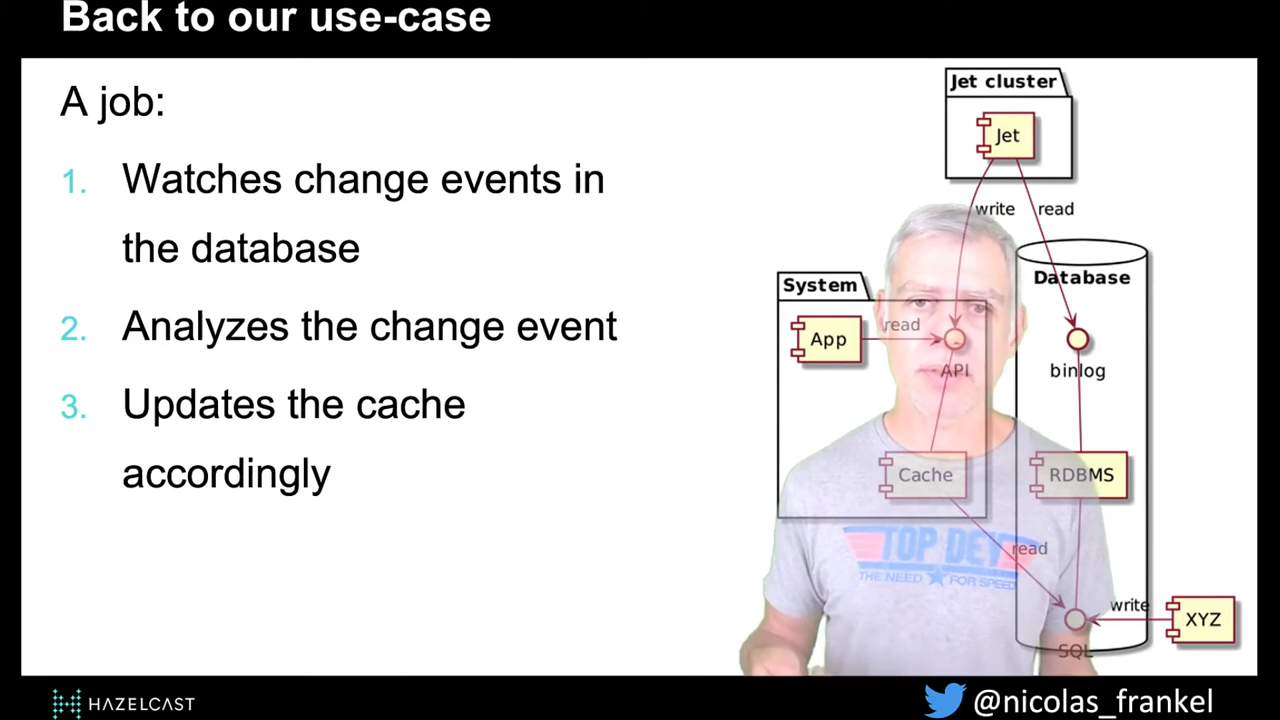 Back to our use-case
A job:
1. Watches change events in
the database
2. Analyzes the change event
3. Updates the cache
accordingly
Jet cluster
Jet
write
read
System
App
read
API
Cache
Database
binlog
RDBMS
read
SQL
write
XYZ
TOP DEV
THE NEED FOR SPEED
HAZELCAST
@nicolas_frankel